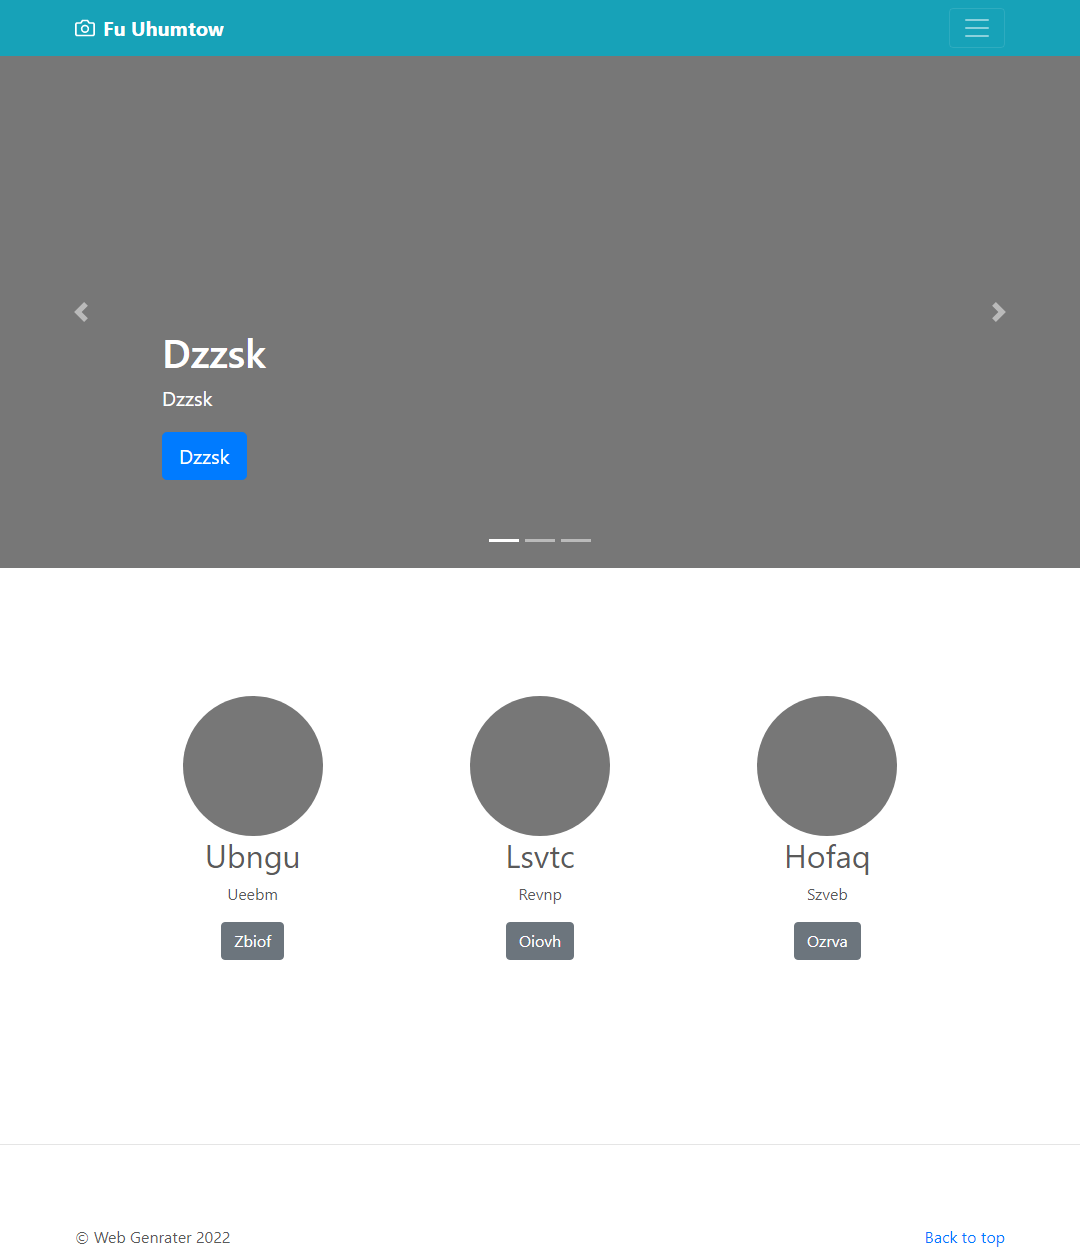 Fu Uhumtow
Dzzsk
Dzzsk
Dzzsk
Ubngu
Ueebm
Zbiof
Lsvtc
Revnp
Oiovh
Hofaq
Szveb
Ozrva
© Web Genrater 2022
Back to top